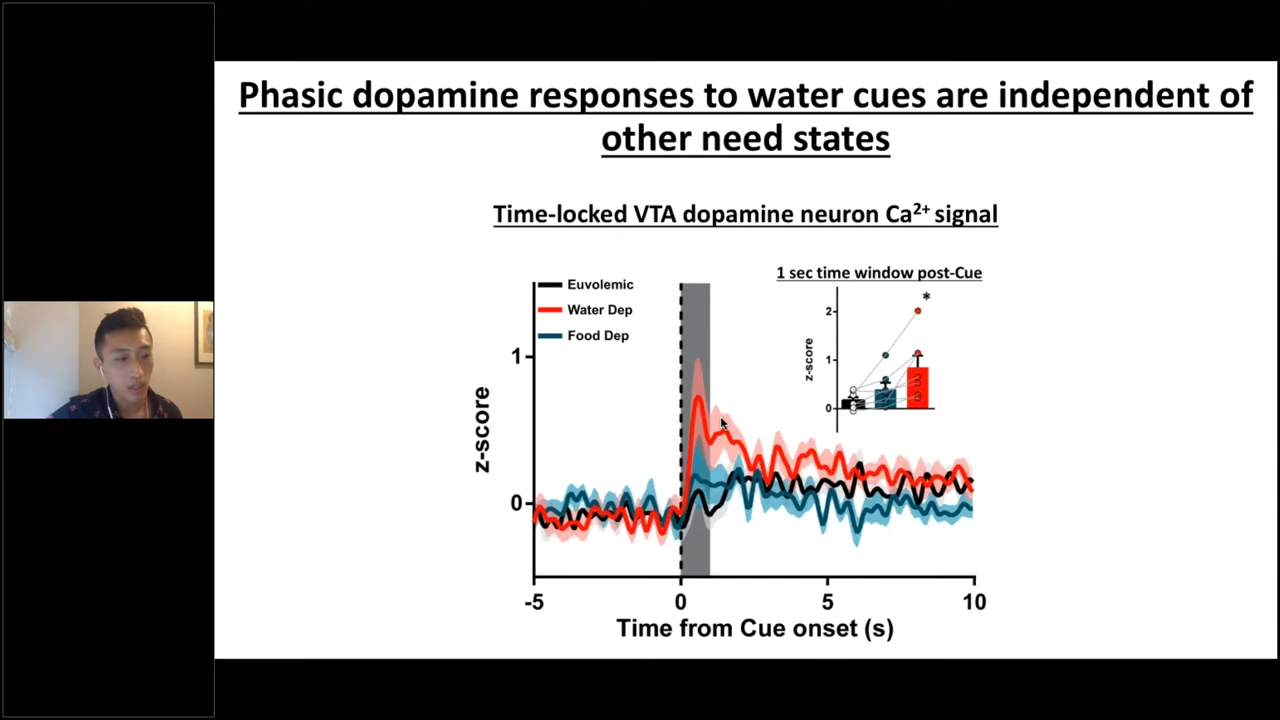 Phasic dopamine responses to water cues are independent of
other need states
Time-locked VTA dopamine neuron Ca²⁺ signal
1 sec time window post-Cue
Euvolemic
Water Dep
Food Dep
*
2
1
0
z-score
1
0
z-score
-5
0
5
10
Time from Cue onset (s)